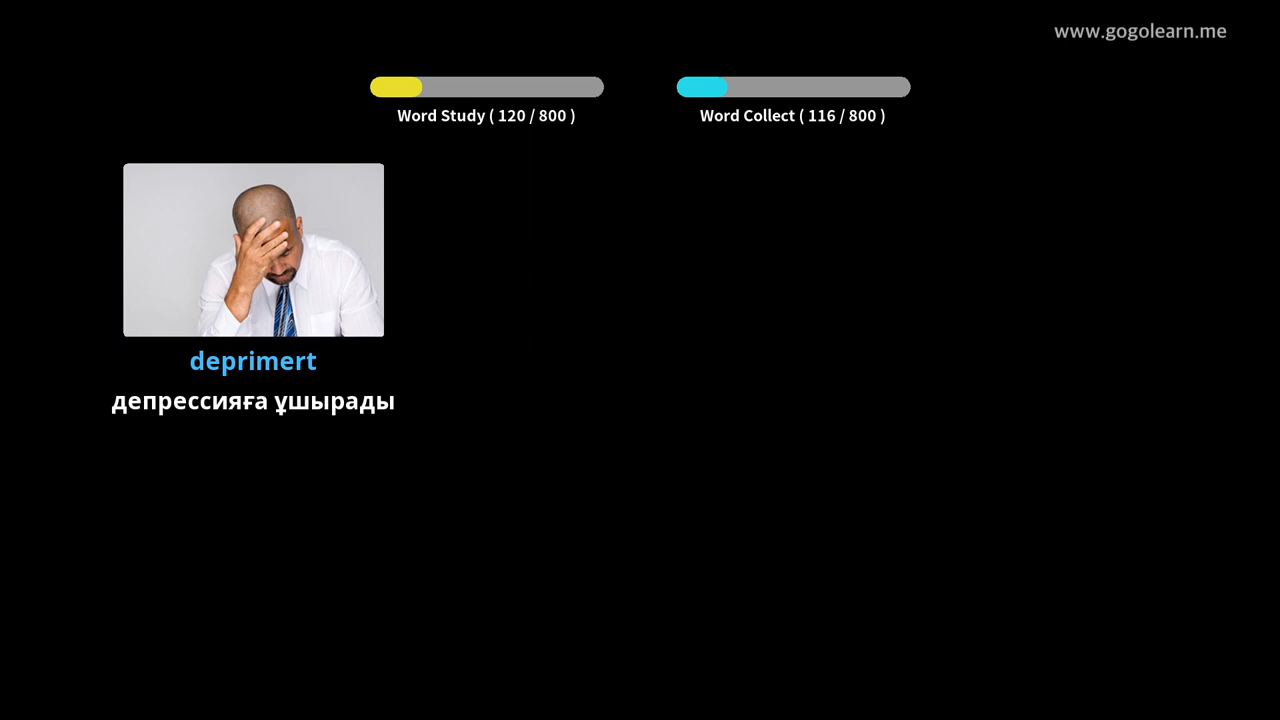 www.gogolearn.me
Word Study ( 120 / 800 )
Word Collect ( 116 / 800 )
deprimert
депрессияға ұшырады